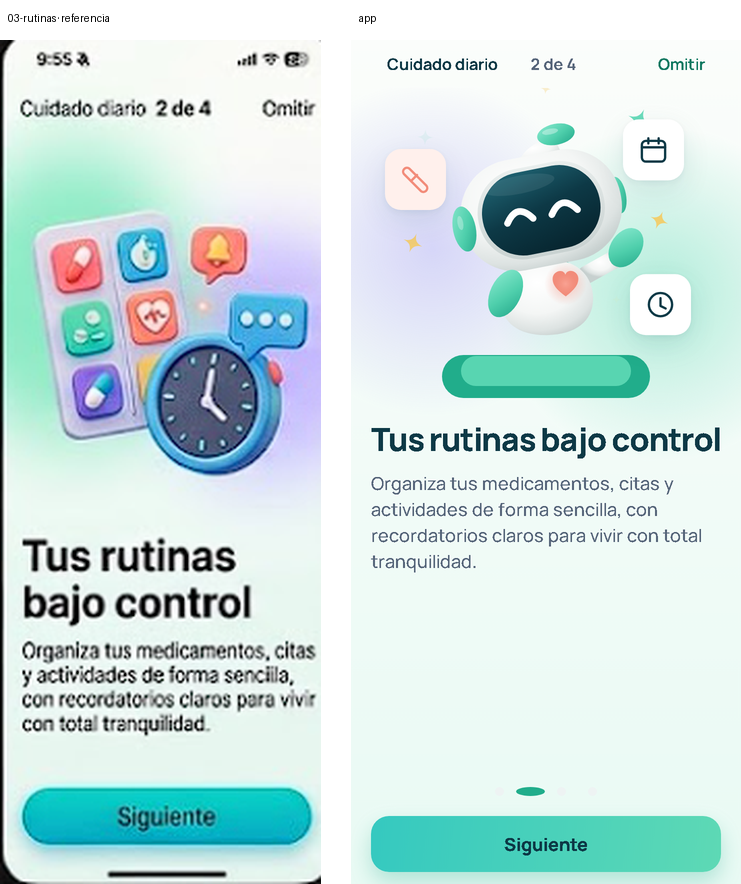 03-rutinas·referencia
9:55
Cuidado diario 2 de 4 Omitir
Tus rutinas
bajo control
Organiza tus medicamentos, citas
y actividades de forma sencilla,
con recordatorios claros para vivir
con total tranquilidad.
Siguiente
app
Cuidado diario 2 de 4 Omitir
Tus rutinas bajo control
Organiza tus medicamentos, citas y
actividades de forma sencilla, con
recordatorios claros para vivir con total
tranquilidad.
Siguiente